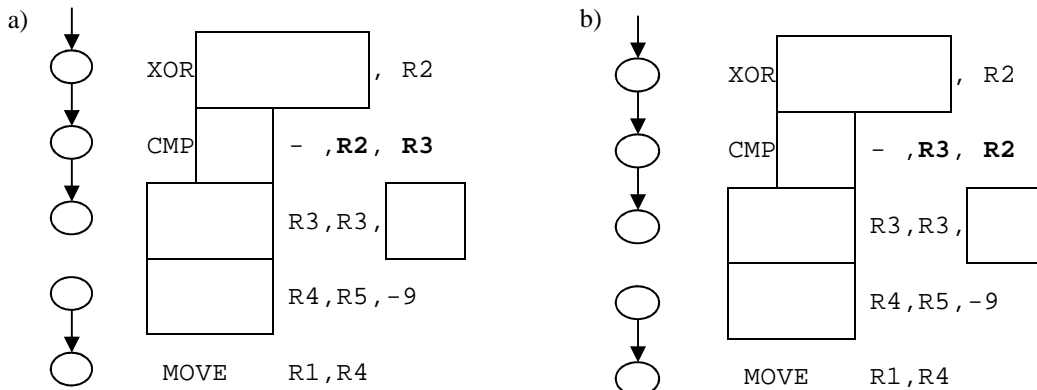 a)
XOR , R2
CMP - ,R2, R3
R3,R3,
R4,R5,-9
MOVE R1,R4
b)
XOR , R2
CMP - ,R3, R2
R3,R3,
R4,R5,-9
MOVE R1,R4